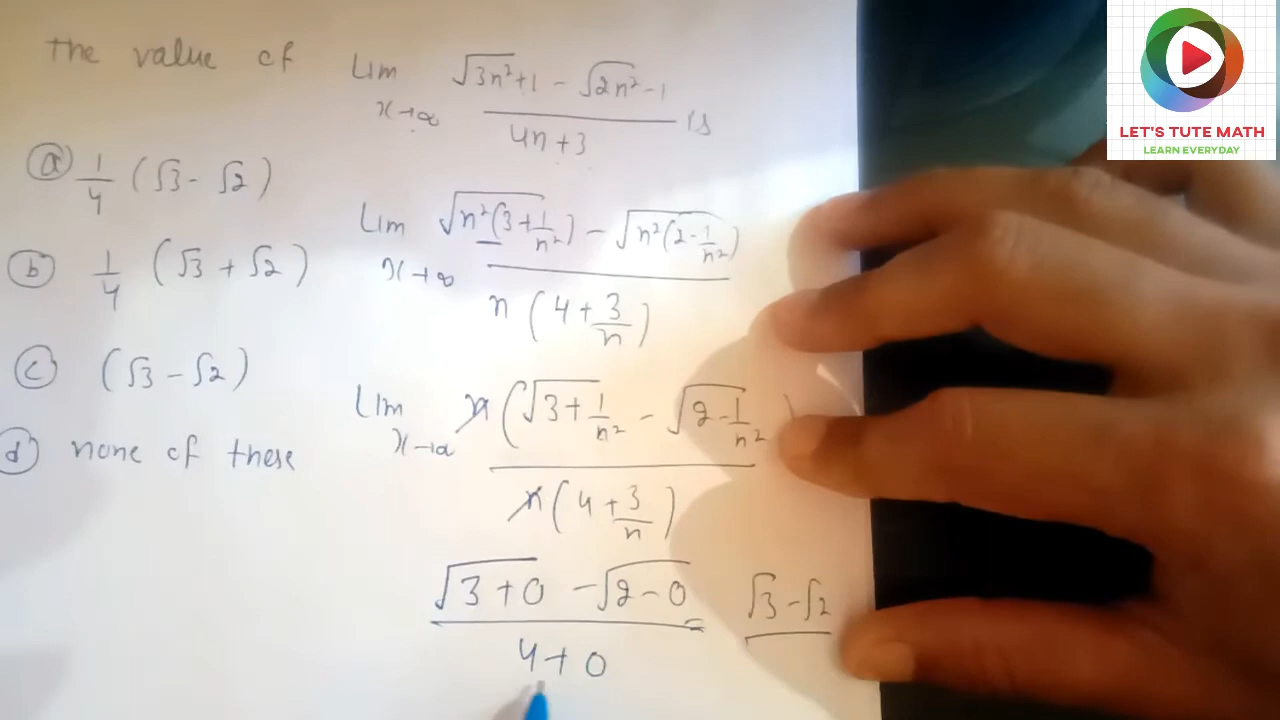 The value of Lim x→∞ (√3n²+1 - √2n²-1)/(4n+3) is
(a) 1/4 (√3 - √2)
(b) 1/4 (√3 + √2)
(c) (√3 - √2)
(d) none of these
Lim x→∞ (√n²(3+1/n²) - √n²(2-1/n²))/(n(4+3/n))
Lim x→∞ n(√3+1/n² - √2-1/n²)/(n(4+3/n))
(√3+0 - √2-0)/(4+0) = √3-√2
LET'S TUTE MATH
LEARN EVERYDAY